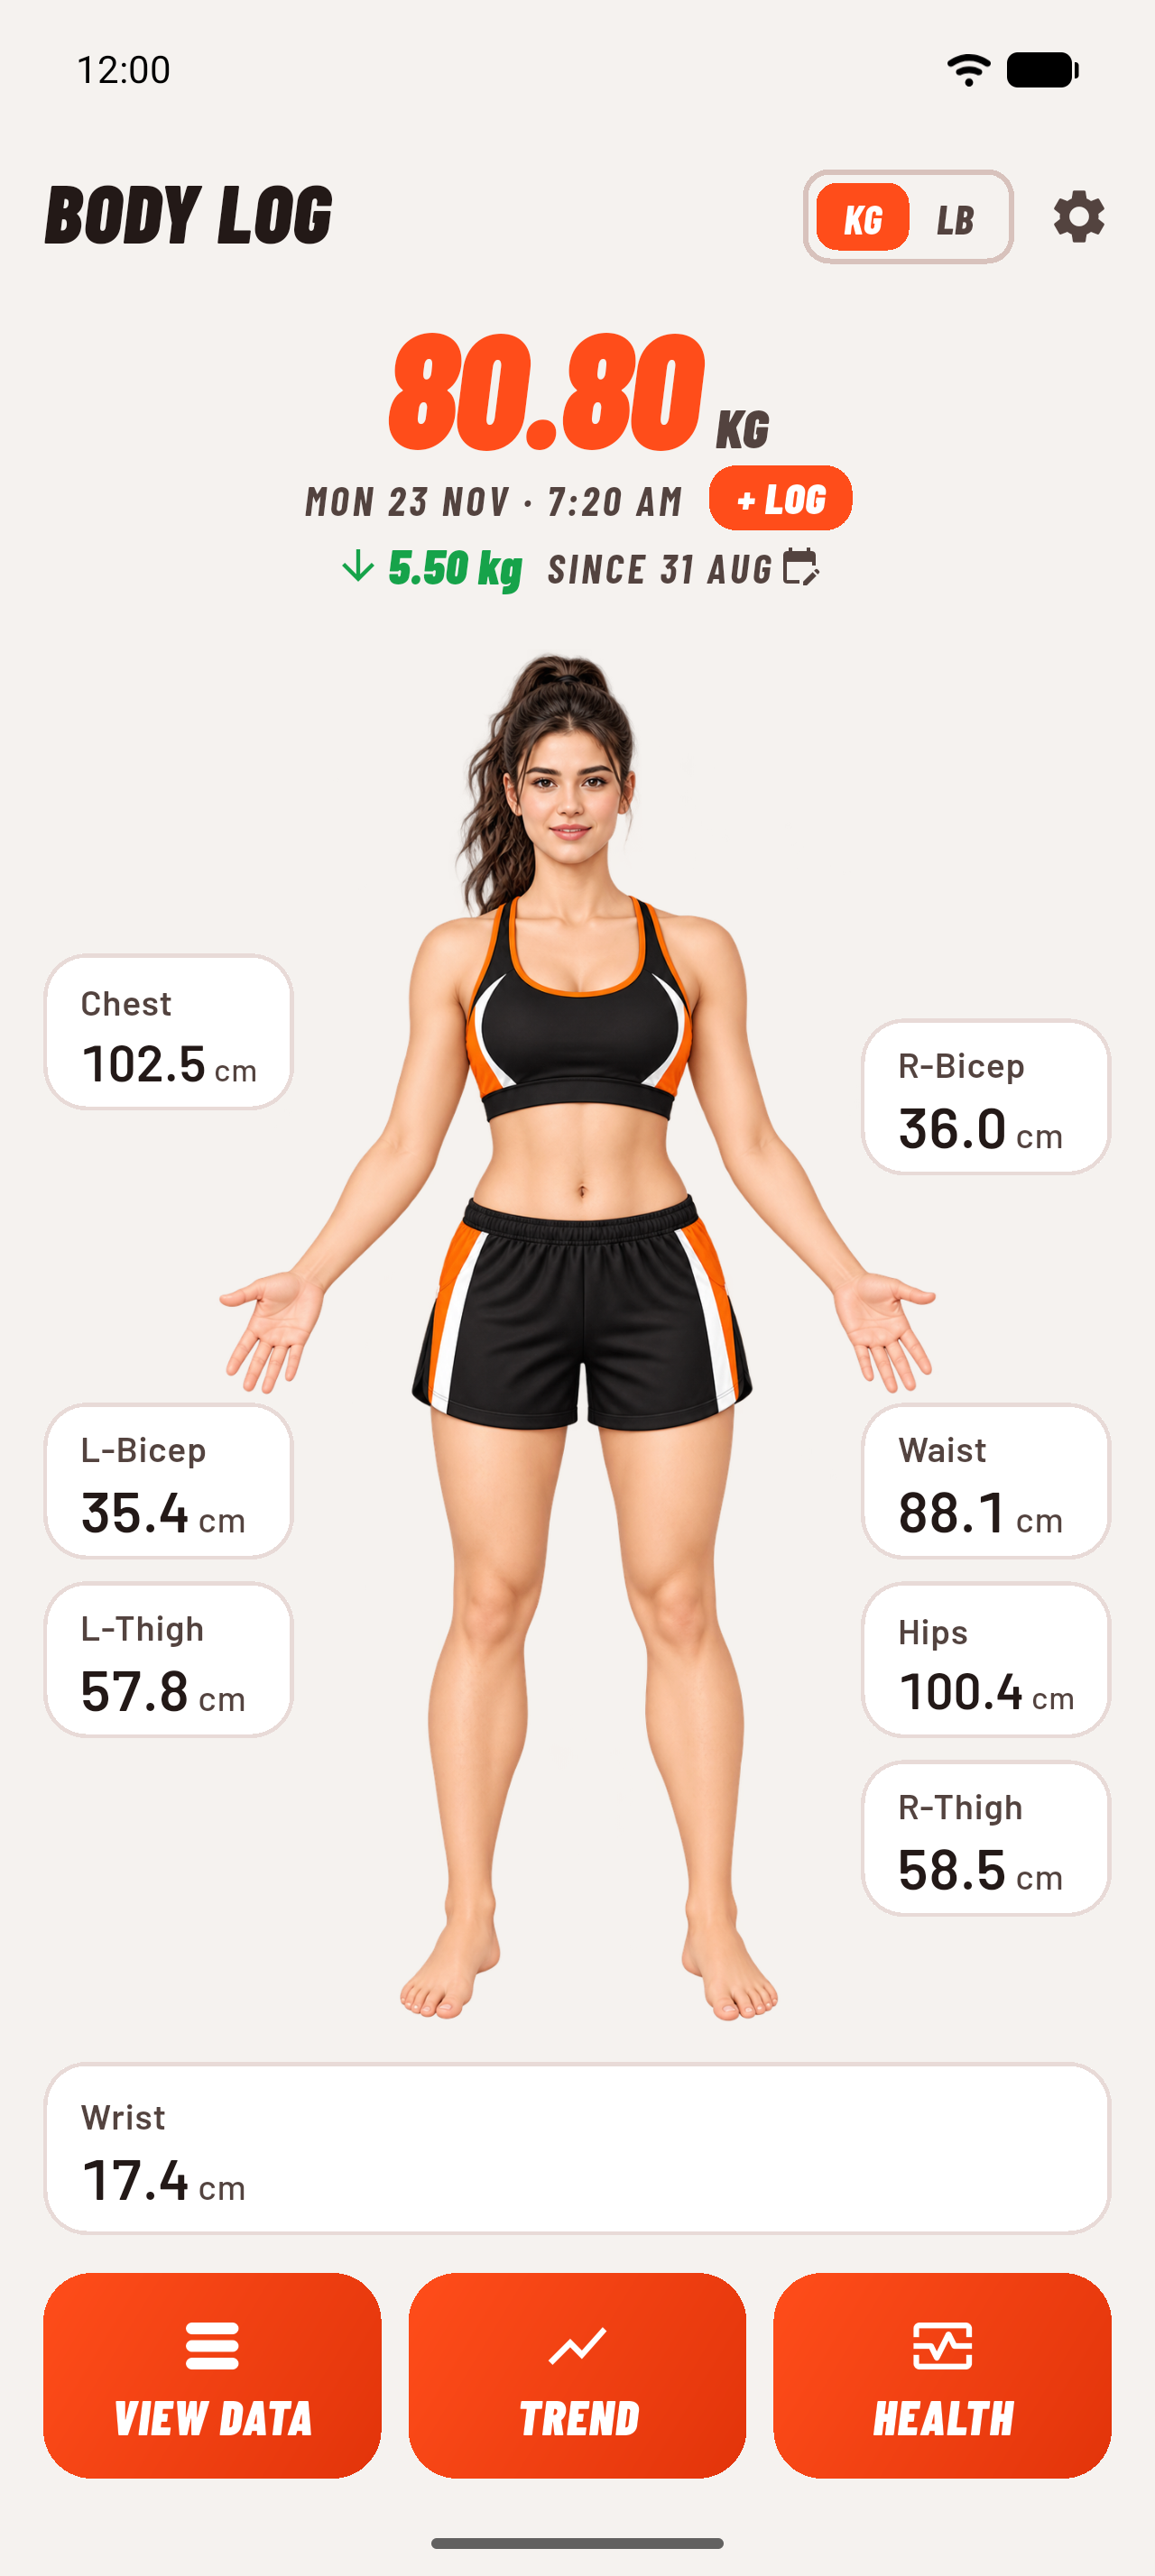 12:00
BODY LOG
KG LB
80.80 KG
MON 23 NOV · 7:20 AM + LOG
↓ 5.50 kg SINCE 31 AUG
Chest
102.5 cm
R-Bicep
36.0 cm
L-Bicep
35.4 cm
Waist
88.1 cm
L-Thigh
57.8 cm
Hips
100.4 cm
R-Thigh
58.5 cm
Wrist
17.4 cm
VIEW DATA
TREND
HEALTH